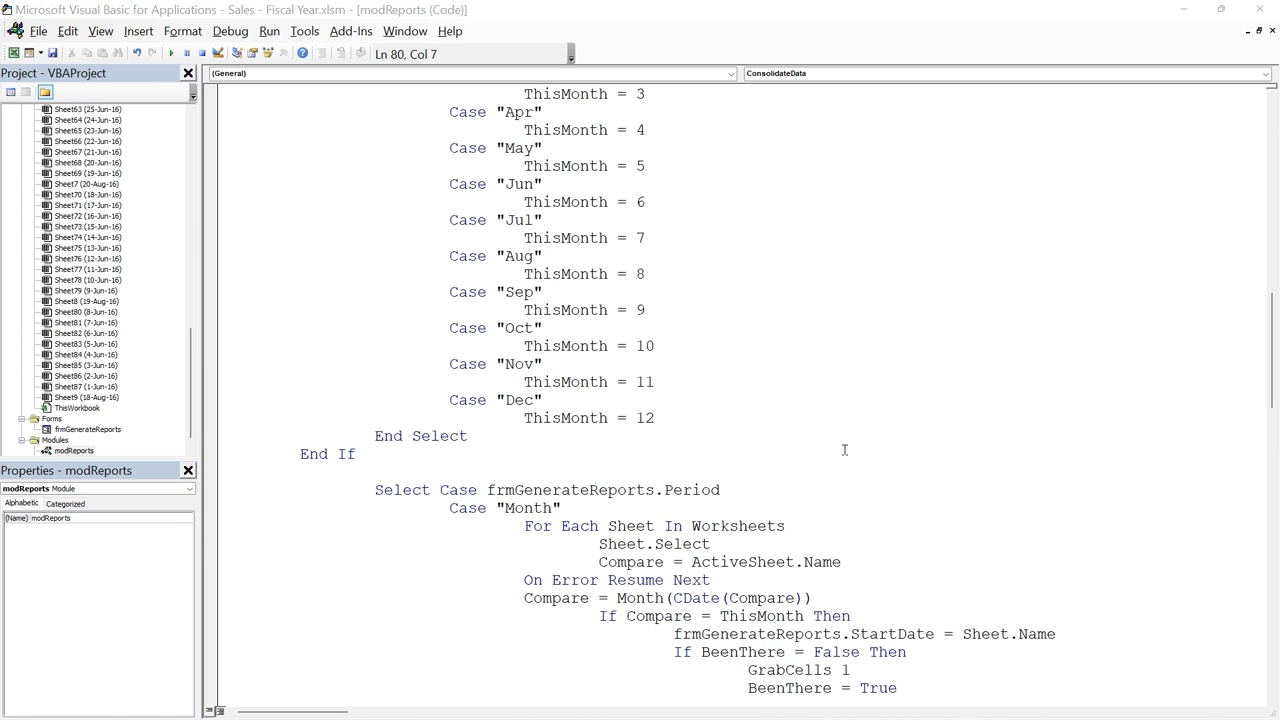 Microsoft Visual Basic for Applications - Sales - Fiscal Year.xlsm - [modReports (Code)]
File Edit View Insert Format Debug Run Tools Add-Ins Window Help
Ln 80, Col 7
Project - VBAProject
(General)
ConsolidateData
Sheet63 (25-Jun-16)
Sheet64 (24-Jun-16)
Sheet65 (23-Jun-16)
Sheet66 (22-Jun-16)
Sheet67 (21-Jun-16)
Sheet68 (20-Jun-16)
Sheet69 (19-Jun-16)
Sheet7 (20-Aug-16)
Sheet70 (18-Jun-16)
Sheet71 (17-Jun-16)
Sheet72 (16-Jun-16)
Sheet73 (15-Jun-16)
Sheet74 (14-Jun-16)
Sheet75 (13-Jun-16)
Sheet76 (12-Jun-16)
Sheet77 (11-Jun-16)
Sheet78 (10-Jun-16)
Sheet79 (9-Jun-16)
Sheet8 (19-Aug-16)
Sheet80 (8-Jun-16)
Sheet81 (7-Jun-16)
Sheet82 (6-Jun-16)
Sheet83 (5-Jun-16)
Sheet84 (4-Jun-16)
Sheet85 (3-Jun-16)
Sheet86 (2-Jun-16)
Sheet87 (1-Jun-16)
Sheet9 (18-Aug-16)
ThisWorkbook
Forms
frmGenerateReports
Modules
modReports
Properties - modReports
modReports Module
Alphabetic Categorized
(Name) modReports
ThisMonth = 3
Case "Apr"
ThisMonth = 4
Case "May"
ThisMonth = 5
Case "Jun"
ThisMonth = 6
Case "Jul"
ThisMonth = 7
Case "Aug"
ThisMonth = 8
Case "Sep"
ThisMonth = 9
Case "Oct"
ThisMonth = 10
Case "Nov"
ThisMonth = 11
Case "Dec"
ThisMonth = 12
End Select
End If
Select Case frmGenerateReports.Period
Case "Month"
For Each Sheet In Worksheets
Sheet.Select
Compare = ActiveSheet.Name
On Error Resume Next
Compare = Month(CDate(Compare))
If Compare = ThisMonth Then
frmGenerateReports.StartDate = Sheet.Name
If BeenThere = False Then
GrabCells 1
BeenThere = True